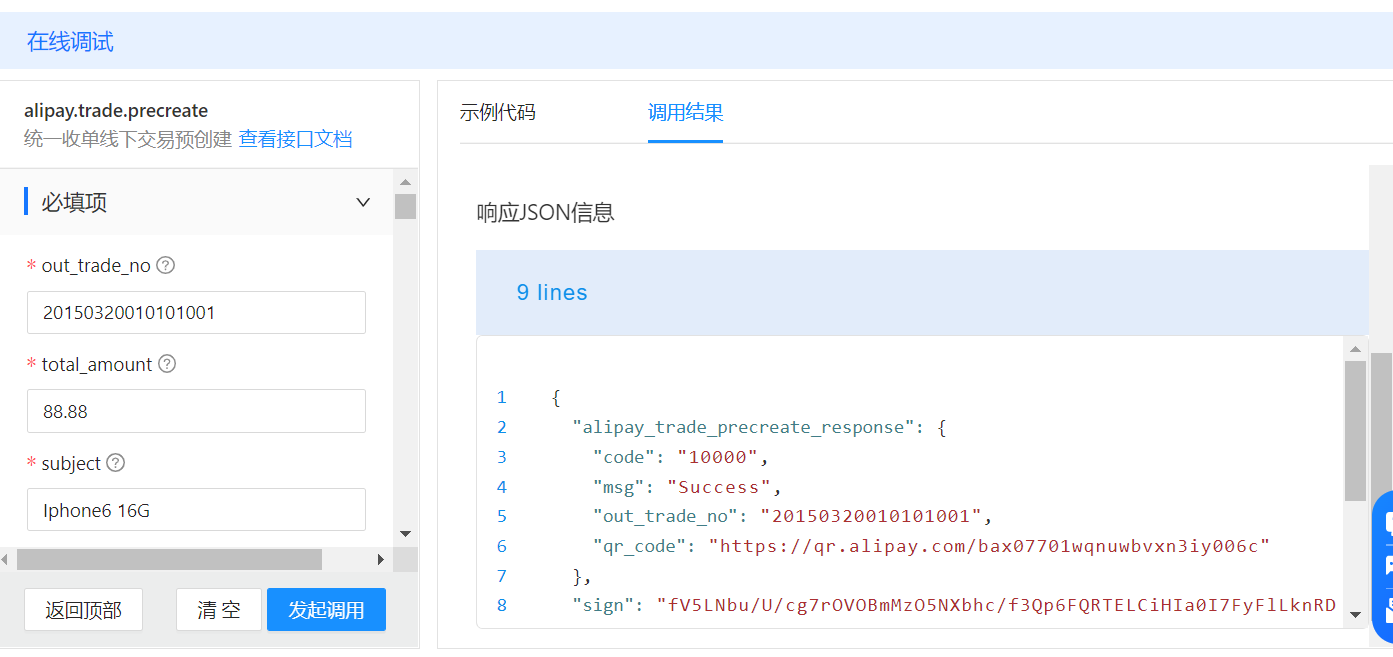 在线调试
alipay.trade.precreate
统一收单线下交易预创建 查看接口文档
必填项
* out_trade_no ?
20150320010101001
* total_amount ?
88.88
* subject ?
Iphone6 16G
返回顶部 清 空 发起调用
示例代码 调用结果
响应JSON信息
9 lines
1 {
2 "alipay_trade_precreate_response": {
3 "code": "10000",
4 "msg": "Success",
5 "out_trade_no": "20150320010101001",
6 "qr_code": "https://qr.alipay.com/bax07701wqnuwbvxn3iy006c"
7 },
8 "sign": "fV5LNbu/U/cg7rOVOBmMzO5NXbhc/f3Qp6FQRTELCiHIa0I7FyFlLknRD